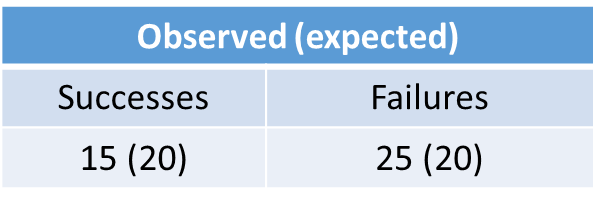 Observed (expected)
Successes Failures
15 (20) 25 (20)